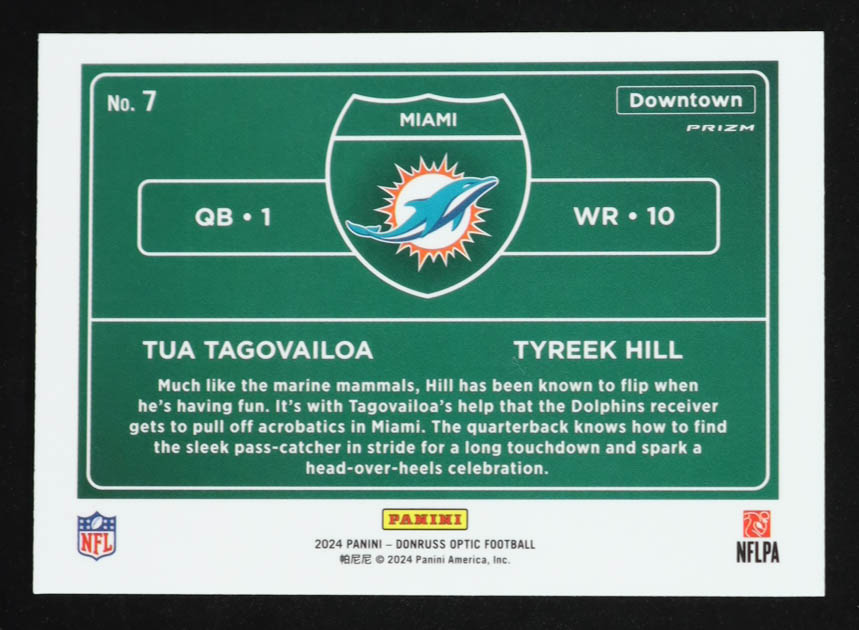 No. 7
Downtown
PRIZM
MIAMI
QB • 1
WR • 10
TUA TAGOVAILOA
TYREEK HILL
Much like the marine mammals, Hill has been known to flip when
he's having fun. It's with Tagovailoa's help that the Dolphins receiver
gets to pull off acrobatics in Miami. The quarterback knows how to find
the sleek pass-catcher in stride for a long touchdown and spark a
head-over-heels celebration.
NFL
PANINI
2024 PANINI – DONRUSS OPTIC FOOTBALL
帕尼尼 © 2024 Panini America, Inc.
NFLPA